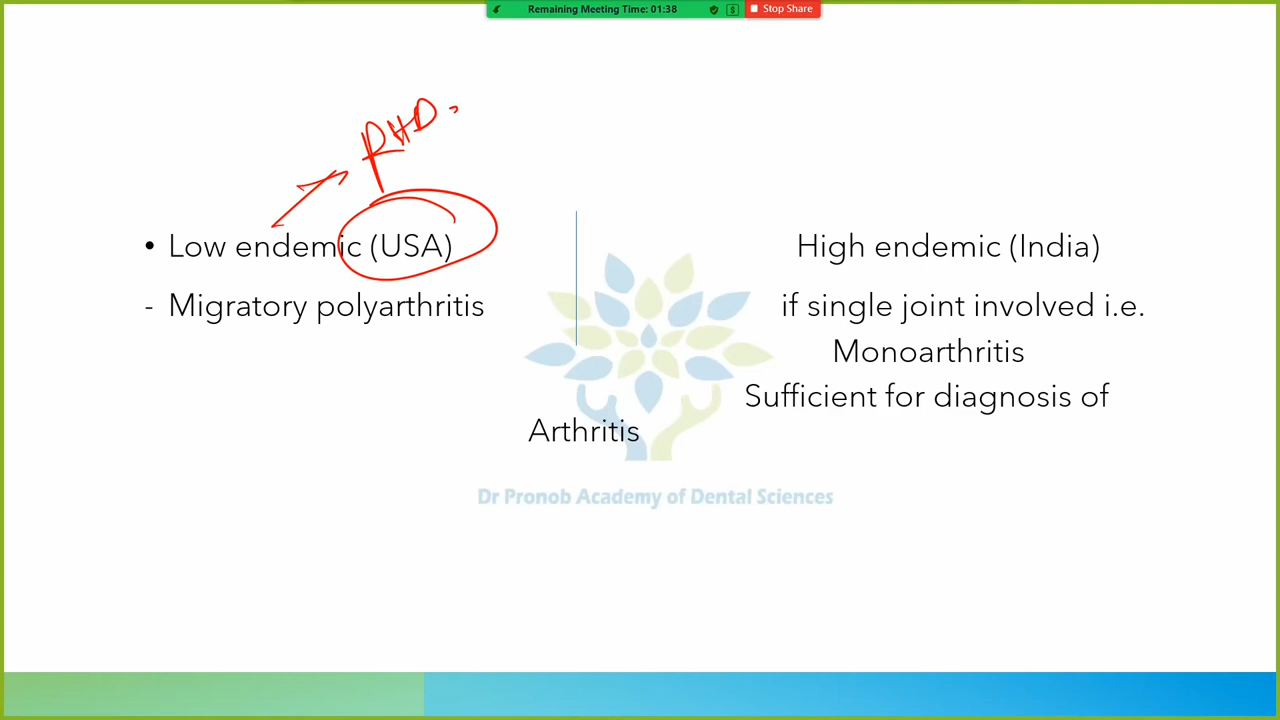 Remaining Meeting Time: 01:38
Stop Share
RHD
• Low endemic (USA)
High endemic (India)
- Migratory polyarthritis
if single joint involved i.e.
Monoarthritis
Sufficient for diagnosis of
Arthritis
Dr Pronob Academy of Dental Sciences